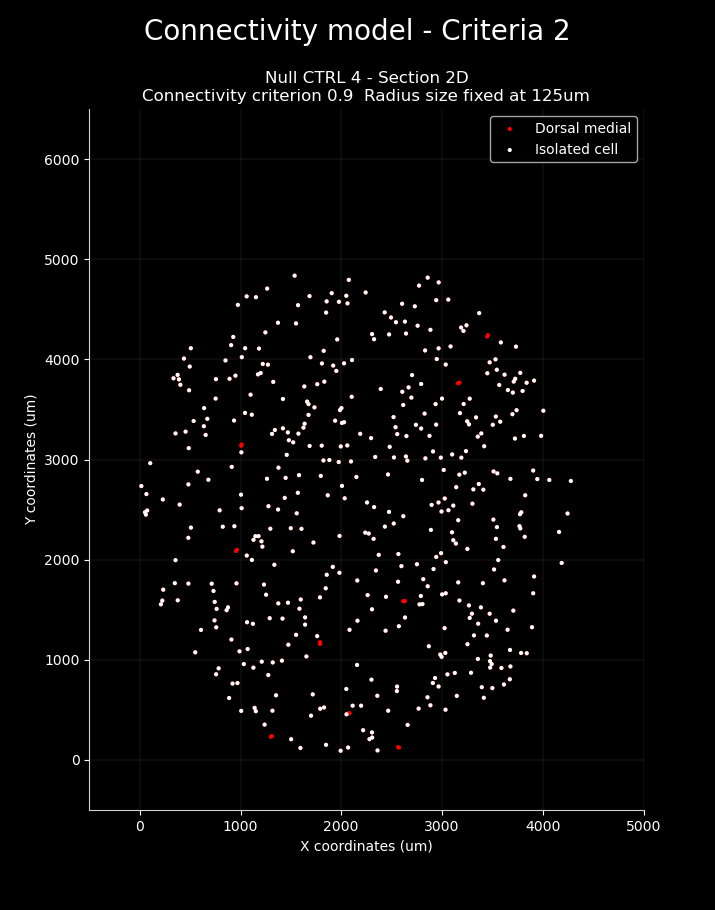 Connectivity model - Criteria 2
Null CTRL 4 - Section 2D
Connectivity criterion 0.9  Radius size fixed at 125um
Dorsal medial
Isolated cell
6000
5000
4000
3000
2000
1000
0
Y coordinates (um)
0 1000 2000 3000 4000 5000
X coordinates (um)